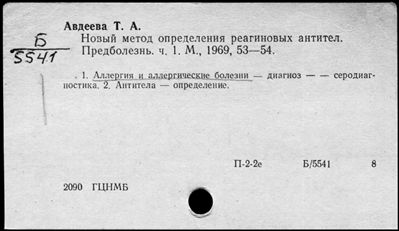 Авдеева Т. А.
Новый метод определения реагиновых антител.
Предболезнь. ч. 1. М., 1969, 53—54.
Б
5541
1. Аллергия и аллергические болезни — диагноз — — серодиаг-
ностика. 2. Антитела — определение.
П-2-2е Б/5541 8
2090 ГЦНМБ